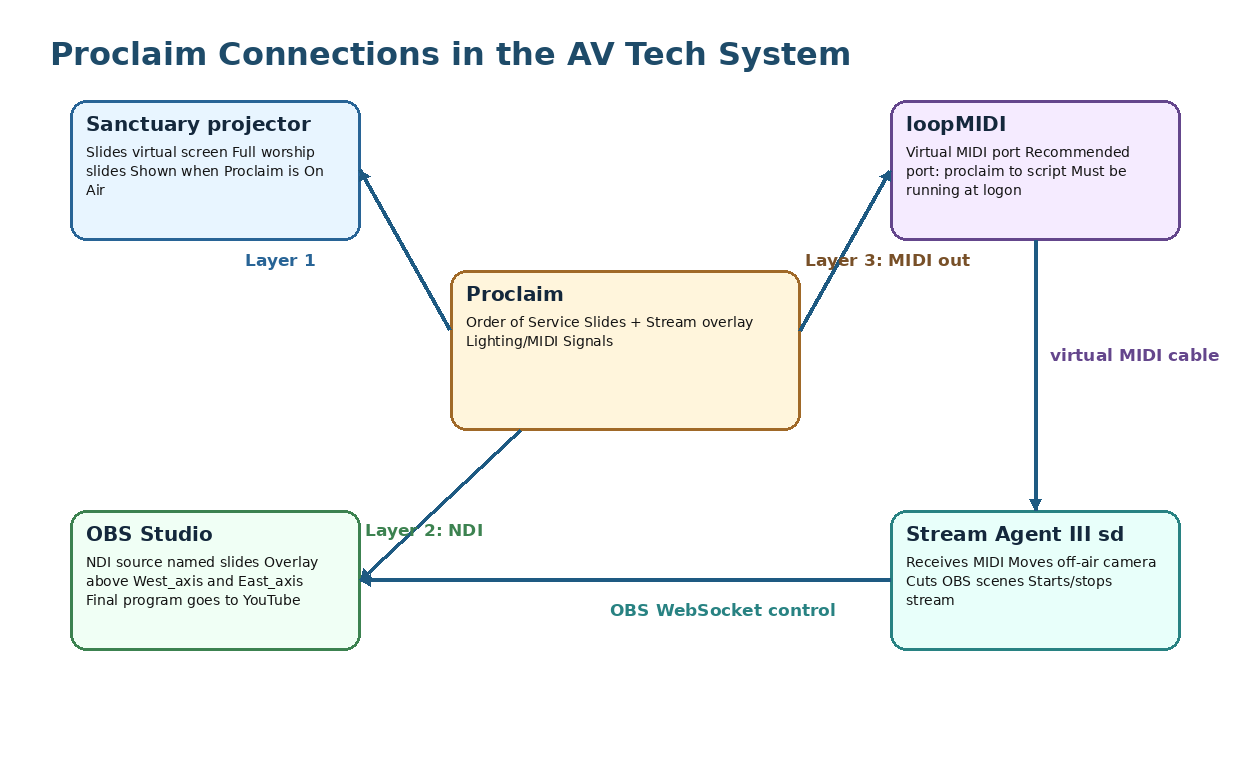 Proclaim Connections in the AV Tech System
Sanctuary projector
Slides virtual screen Full worship
slides Shown when Proclaim is On
Air
loopMIDI
Virtual MIDI port Recommended
port: proclaim to script Must be
running at logon
Layer 1
Layer 3: MIDI out
Proclaim
Order of Service Slides + Stream overlay
Lighting/MIDI Signals
virtual MIDI cable
OBS Studio
NDI source named slides Overlay
above West_axis and East_axis
Final program goes to YouTube
Layer 2: NDI
Stream Agent III sd
Receives MIDI Moves off-air camera
Cuts OBS scenes Starts/stops
stream
OBS WebSocket control